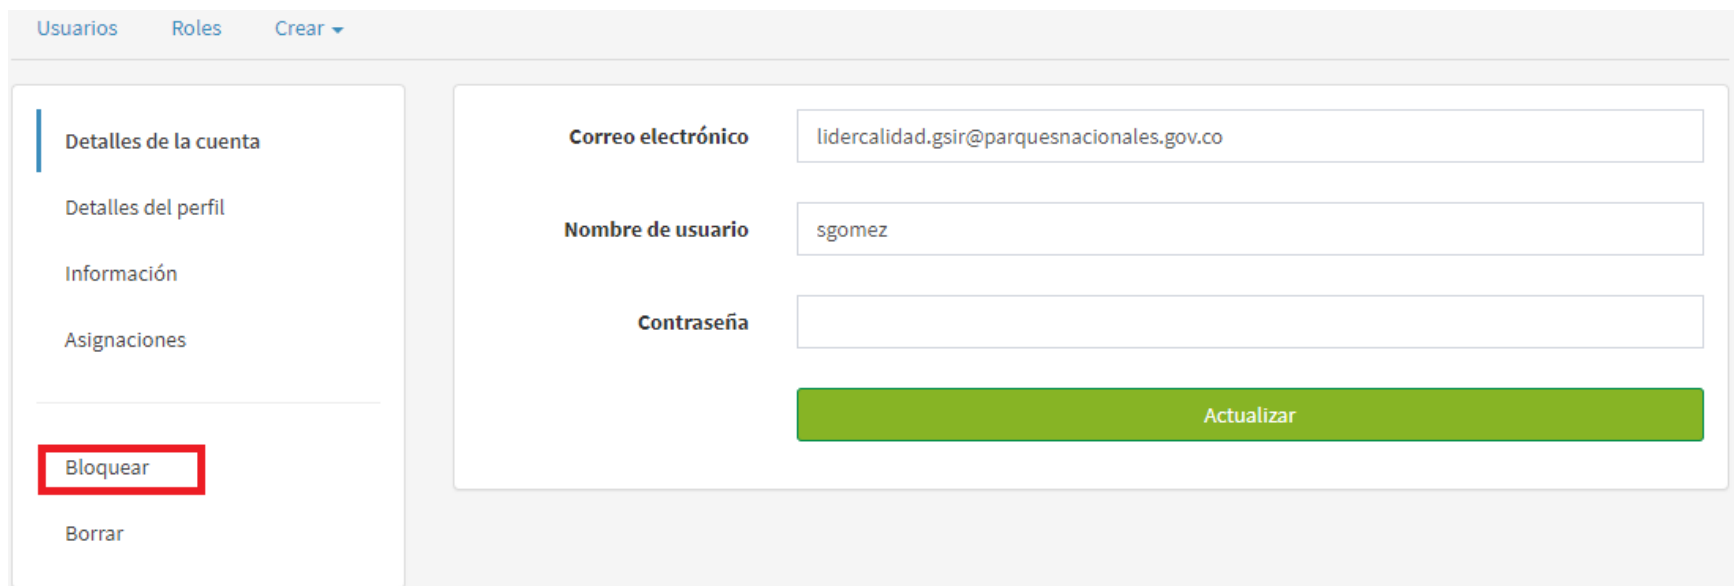 Usuarios Roles Crear
Detalles de la cuenta
Detalles del perfil
Información
Asignaciones
Bloquear
Borrar
Correo electrónico lidercalidad.gsir@parquesnacionales.gov.co
Nombre de usuario sgomez
Contraseña
Actualizar